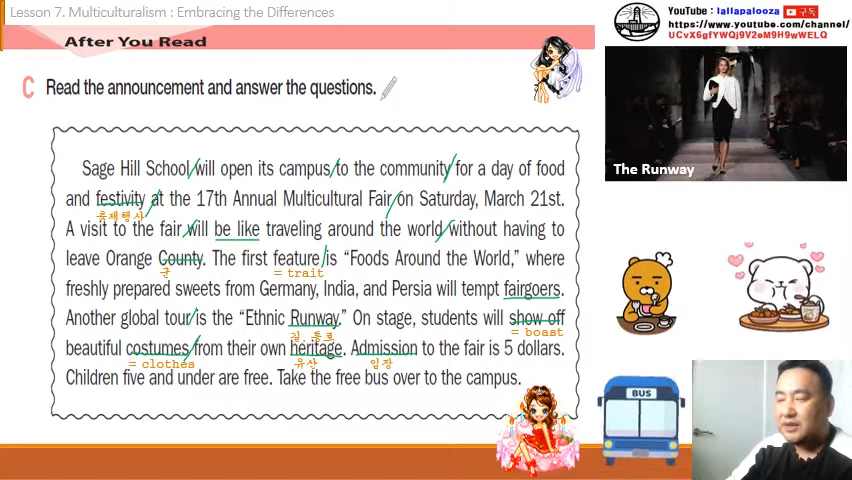 Lesson 7. Multiculturalism : Embracing the Differences
After You Read
YouTube : lallapalooza 구독
https://www.youtube.com/channel/
UCvX6gfYWQj9V2eM9H9wWELQ
C Read the announcement and answer the questions.
The Runway
Sage Hill School will open its campus to the community for a day of food
and festivity at the 17th Annual Multicultural Fair on Saturday, March 21st.
축제행사
A visit to the fair will be like traveling around the world without having to
leave Orange County. The first feature is “Foods Around the World,” where
군
= trait
freshly prepared sweets from Germany, India, and Persia will tempt fairgoers.
Another global tour is the “Ethnic Runway.” On stage, students will show off
길, 통로
= boast
beautiful costumes from their own heritage. Admission to the fair is 5 dollars.
= clothes
유산
입장
Children five and under are free. Take the free bus over to the campus.
BUS